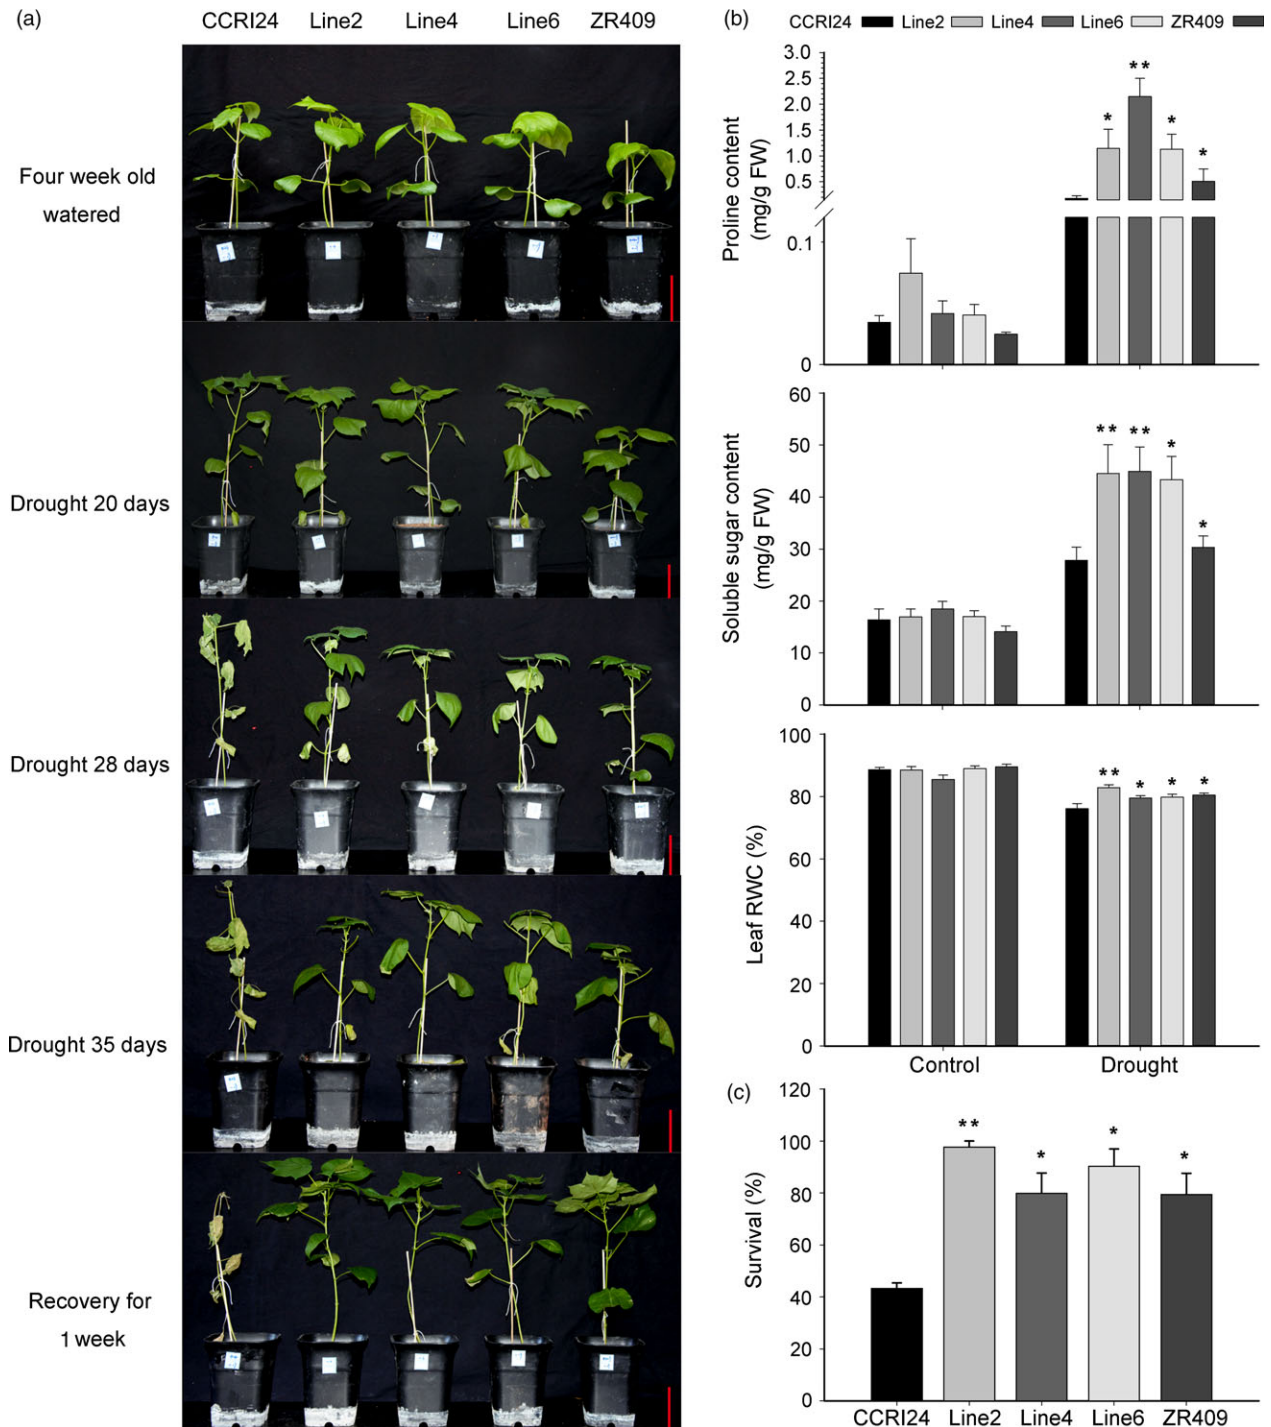 (a)
CCRI24 Line2 Line4 Line6 ZR409
Four week old
watered
Drought 20 days
Drought 28 days
Drought 35 days
Recovery for
1 week
(b)
CCRI24 Line2 Line4 Line6 ZR409
Proline content
(mg/g FW)
3.0
2.5
2.0
1.5
1.0
0.5
0.1
0
* ** * *
Soluble sugar content
(mg/g FW)
60
50
40
30
20
10
0
** ** * *
Leaf RWC (%)
100
80
60
40
20
0
** * * *
Control Drought
(c)
Survival (%)
120
100
80
60
40
20
0
** * * *
CCRI24 Line2 Line4 Line6 ZR409